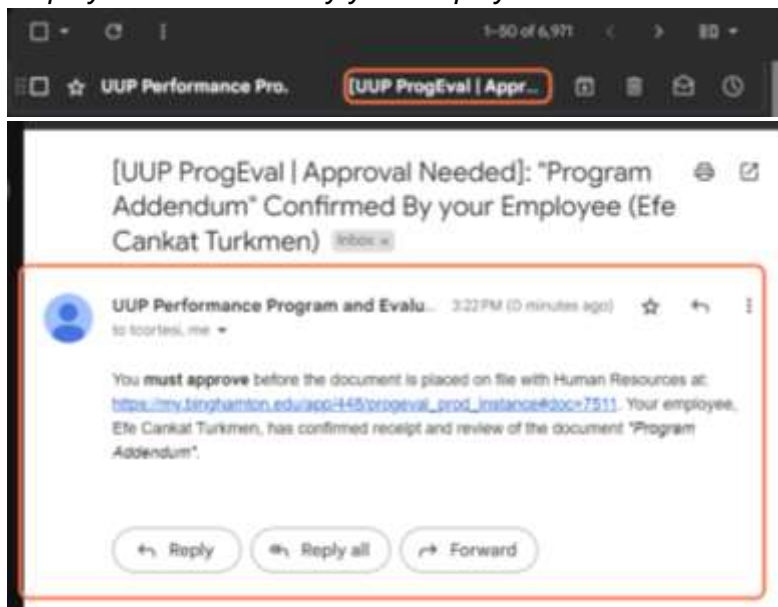 1-50 of 6,971
UUP Performance Pro.
[UUP ProgEval | Appr...
[UUP ProgEval | Approval Needed]: "Program
Addendum" Confirmed By your Employee (Efe
Cankat Turkmen) Inbox x
UUP Performance Program and Evalu... 3:22 PM (0 minutes ago)
to tcortesi, me
You must approve before the document is placed on file with Human Resources at:
https://my.binghamton.edu/app/448/progeval_prod_instance#doc=7511. Your employee,
Efe Cankat Turkmen, has confirmed receipt and review of the document "Program
Addendum".
Reply Reply all Forward